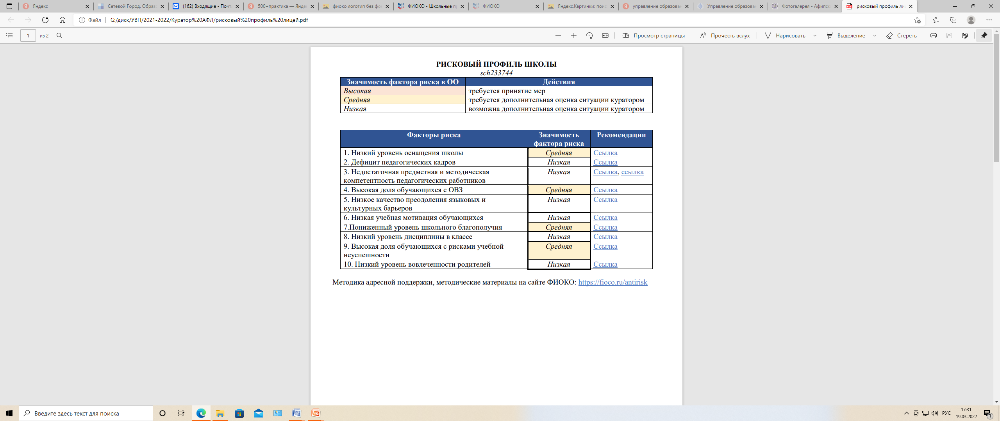 Яндекс
Сетевой Город. Образо
(162) Входящие - Почт
500+практика — Янде
фиоко логотип без фо
ФИОКО - Школьные п
ФИОКО
Яндекс.Картинки: поис
управление образован
Управление образован
Фотогалерея - Афипск
рисковый профиль ли
Файл
G:/диск/УВП/2021-2022/Куратор%20АФЛ/рисковый%20профиль%20лицей.pdf
1 из 2
Просмотр страницы
Прочесть вслух
Нарисовать
Выделение
Стереть
РИСКОВЫЙ ПРОФИЛЬ ШКОЛЫ
sch233744
Значимость фактора риска в ОО Действия
Высокая требуется принятие мер
Средняя требуется дополнительная оценка ситуации куратором
Низкая возможна дополнительная оценка ситуации куратором
Факторы риска Значимость Рекомендации
фактора риска
1. Низкий уровень оснащения школы Средняя Ссылка
2. Дефицит педагогических кадров Низкая Ссылка
3. Недостаточная предметная и методическая Низкая Ссылка, ссылка
компетентность педагогических работников
4. Высокая доля обучающихся с ОВЗ Средняя Ссылка
5. Низкое качество преодоления языковых и Низкая Ссылка
культурных барьеров
6. Низкая учебная мотивация обучающихся Низкая Ссылка
7.Пониженный уровень школьного благополучия Средняя Ссылка
8. Низкий уровень дисциплины в классе Низкая Ссылка
9. Высокая доля обучающихся с рисками учебной Средняя Ссылка
неуспешности
10. Низкий уровень вовлеченности родителей Низкая Ссылка
Методика адресной поддержки, методические материалы на сайте ФИОКО: https://fioco.ru/antirisk
Введите здесь текст для поиска
РУС
17:31
19.03.2022
1